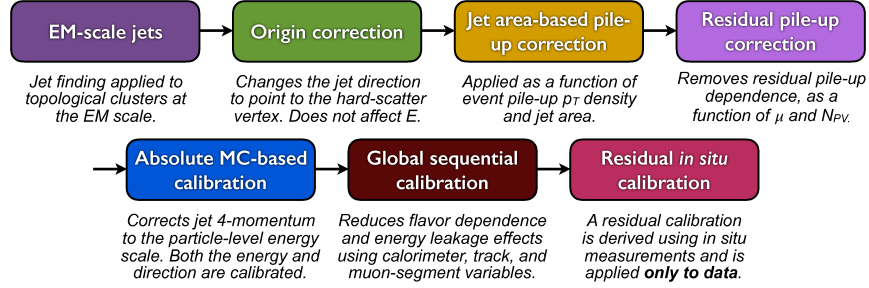 EM-scale jets
Jet finding applied to
topological clusters at
the EM scale.
Origin correction
Changes the jet direction
to point to the hard-scatter
vertex. Does not affect E.
Jet area-based pile-
up correction
Applied as a function of
event pile-up pT density
and jet area.
Residual pile-up
correction
Removes residual pile-up
dependence, as a
function of μ and NPV.
Absolute MC-based
calibration
Corrects jet 4-momentum
to the particle-level energy
scale. Both the energy and
direction are calibrated.
Global sequential
calibration
Reduces flavor dependence
and energy leakage effects
using calorimeter, track, and
muon-segment variables.
Residual in situ
calibration
A residual calibration
is derived using in situ
measurements and is
applied only to data.